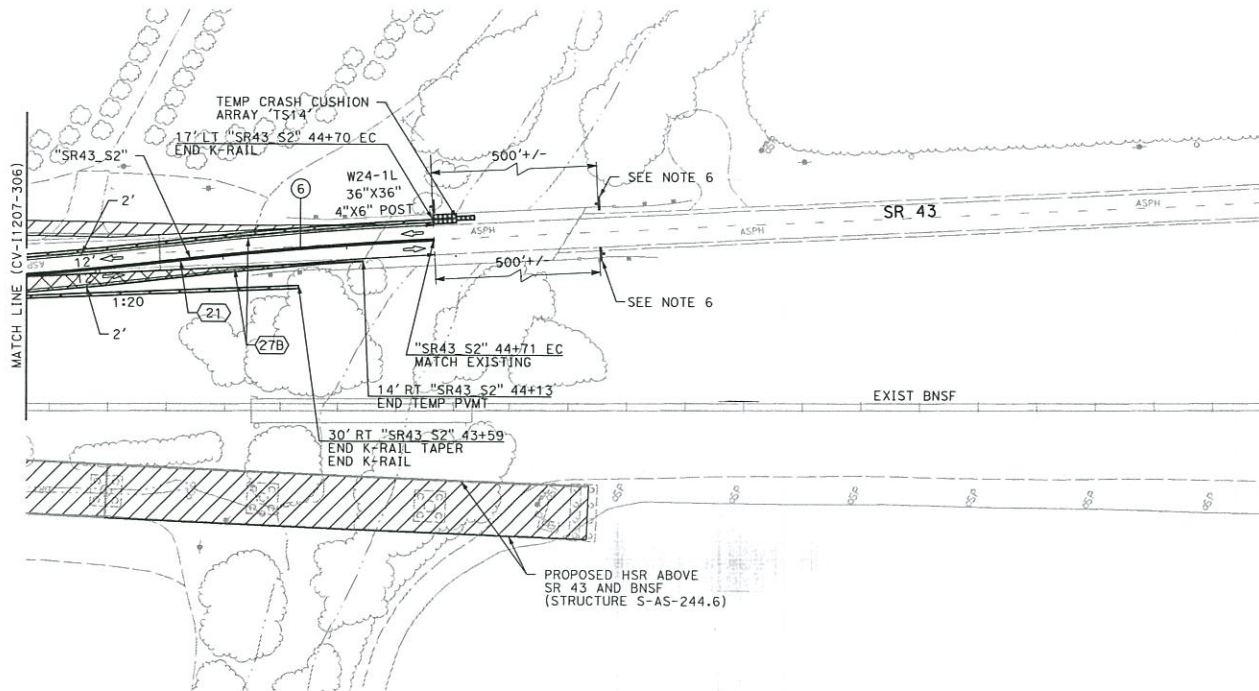 TEMP CRASH CUSHION
ARRAY 'TS14'
17' LT "SR43_S2" 44+70 EC
END K-RAIL
"SR43_S2"
6
W24-1L
36"X36"
4"X6" POST
500'+/-
SEE NOTE 6
2'
SR 43
ASPH
ASPH
ASPH
12'
12'
500'+/-
SEE NOTE 6
1:20
21
2'
27B
MATCH LINE (CV-I1207-306)
"SR43_S2" 44+71 EC
MATCH EXISTING
14' RT "SR43_S2" 44+13
END TEMP PVMT
EXIST BNSF
30' RT "SR43_S2" 43+59
END K-RAIL TAPER
END K-RAIL
PROPOSED HSR ABOVE
SR 43 AND BNSF
(STRUCTURE S-AS-244.6)